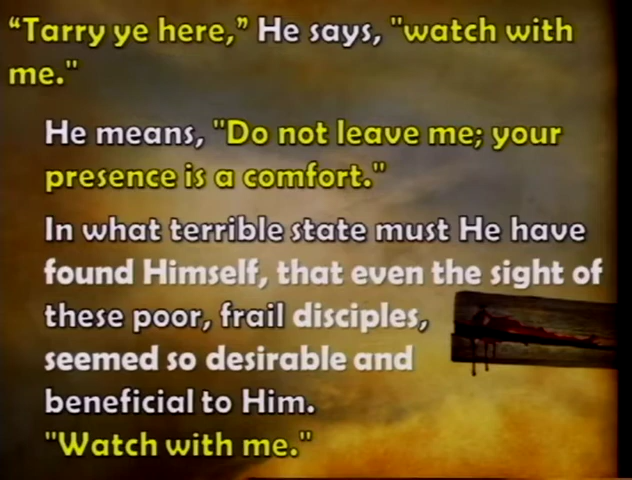 “Tarry ye here,” He says, "watch with
me."
He means, "Do not leave me; your
presence is a comfort."
In what terrible state must He have
found Himself, that even the sight of
these poor, frail disciples,
seemed so desirable and
beneficial to Him.
"Watch with me."